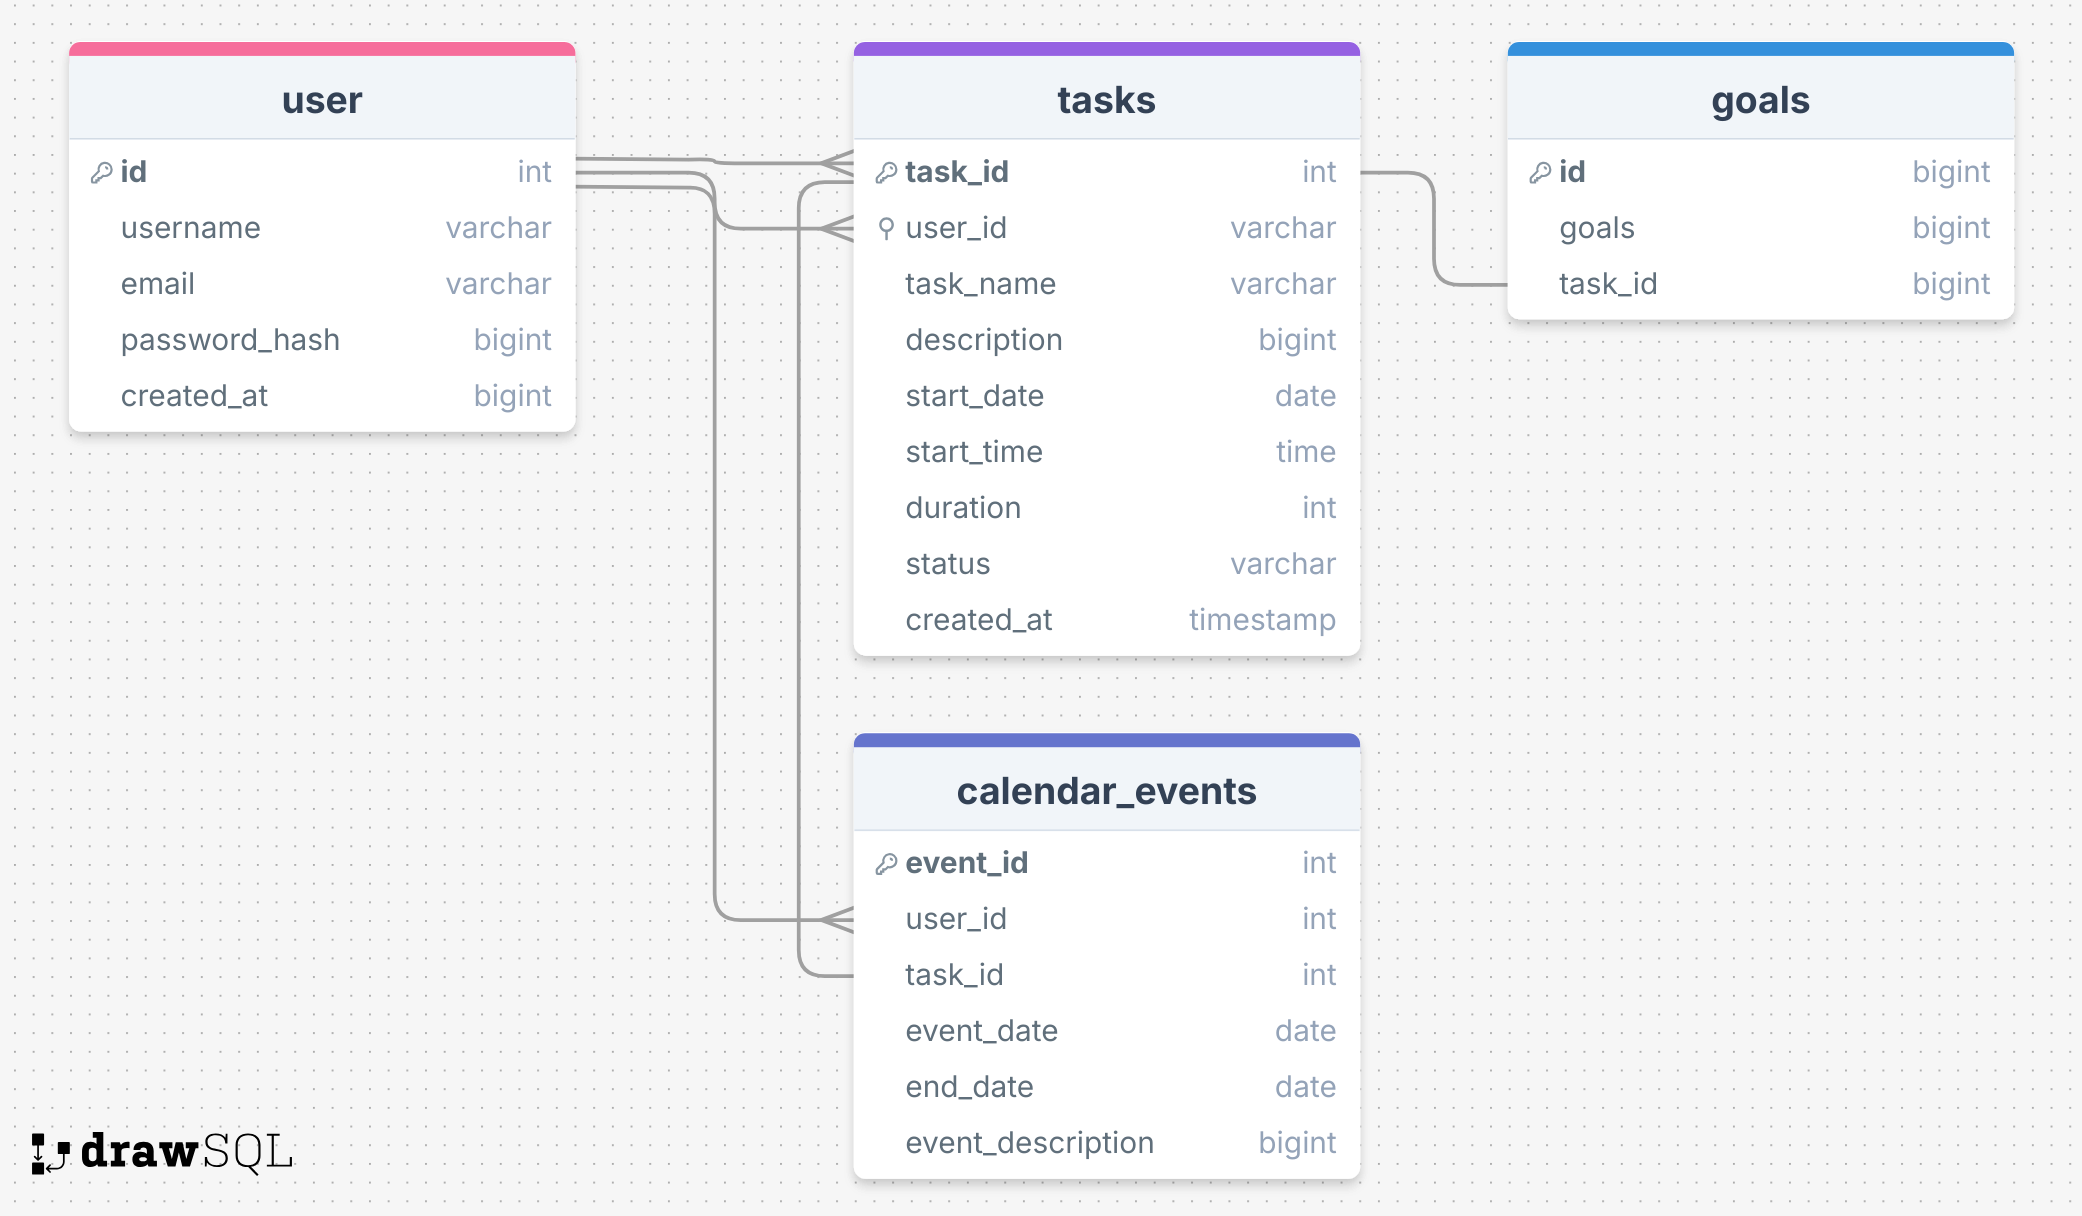 user
id int
username varchar
email varchar
password_hash bigint
created_at bigint
tasks
task_id int
user_id varchar
task_name varchar
description bigint
start_date date
start_time time
duration int
status varchar
created_at timestamp
goals
id bigint
goals bigint
task_id bigint
calendar_events
event_id int
user_id int
task_id int
event_date date
end_date date
event_description bigint
drawSQL